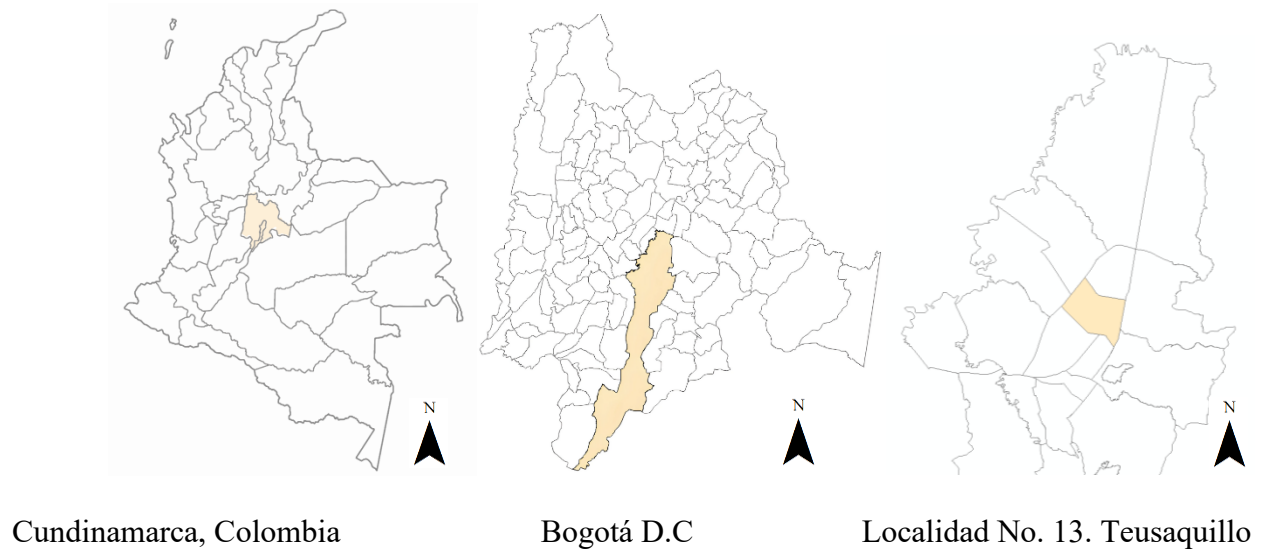 N
N
N
Cundinamarca, Colombia
Bogotá D.C
Localidad No. 13. Teusaquillo